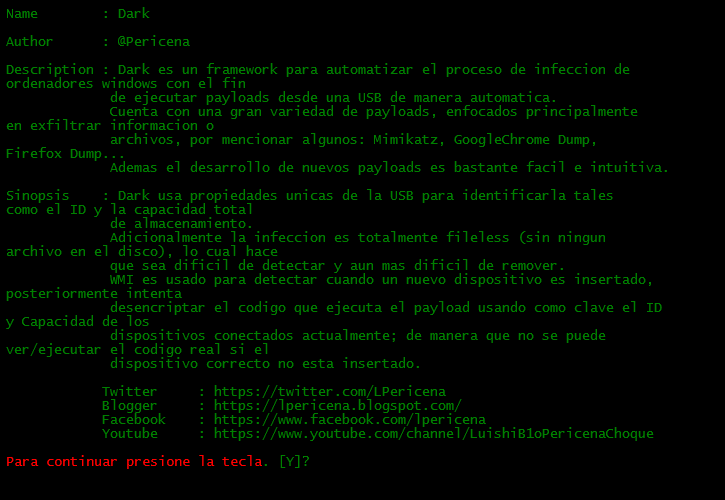 Name        : Dark
Author      : @Pericena
Description : Dark es un framework para automatizar el proceso de infeccion de
ordenadores windows con el fin
de ejecutar payloads desde una USB de manera automatica.
Cuenta con una gran variedad de payloads, enfocados principalmente
en exfiltrar informacion o
archivos, por mencionar algunos: Mimikatz, GoogleChrome Dump,
Firefox Dump...
Ademas el desarrollo de nuevos payloads es bastante facil e intuitiva.
Sinopsis    : Dark usa propiedades unicas de la USB para identificarla tales
como el ID y la capacidad total
de almacenamiento.
Adicionalmente la infeccion es totalmente fileless (sin ningun
archivo en el disco), lo cual hace
que sea dificil de detectar y aun mas dificil de remover.
WMI es usado para detectar cuando un nuevo dispositivo es insertado,
posteriormente intenta
desencriptar el codigo que ejecuta el payload usando como clave el ID
y Capacidad de los
dispositivos conectados actualmente; de manera que no se puede
ver/ejecutar el codigo real si el
dispositivo correcto no esta insertado.
Twitter     : https://twitter.com/LPericena
Blogger     : https://lpericena.blogspot.com/
Facebook    : https://www.facebook.com/lpericena
Youtube     : https://www.youtube.com/channel/LuishiB1oPericenaChoque
Para continuar presione la tecla. [Y]?